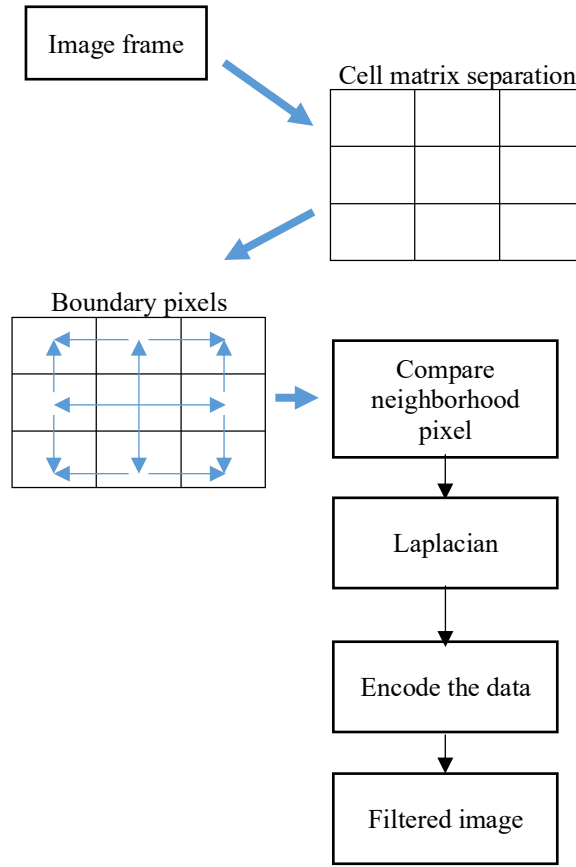 Image frame
Cell matrix separation
Boundary pixels
Compare
neighborhood
pixel
Laplacian
Encode the data
Filtered image